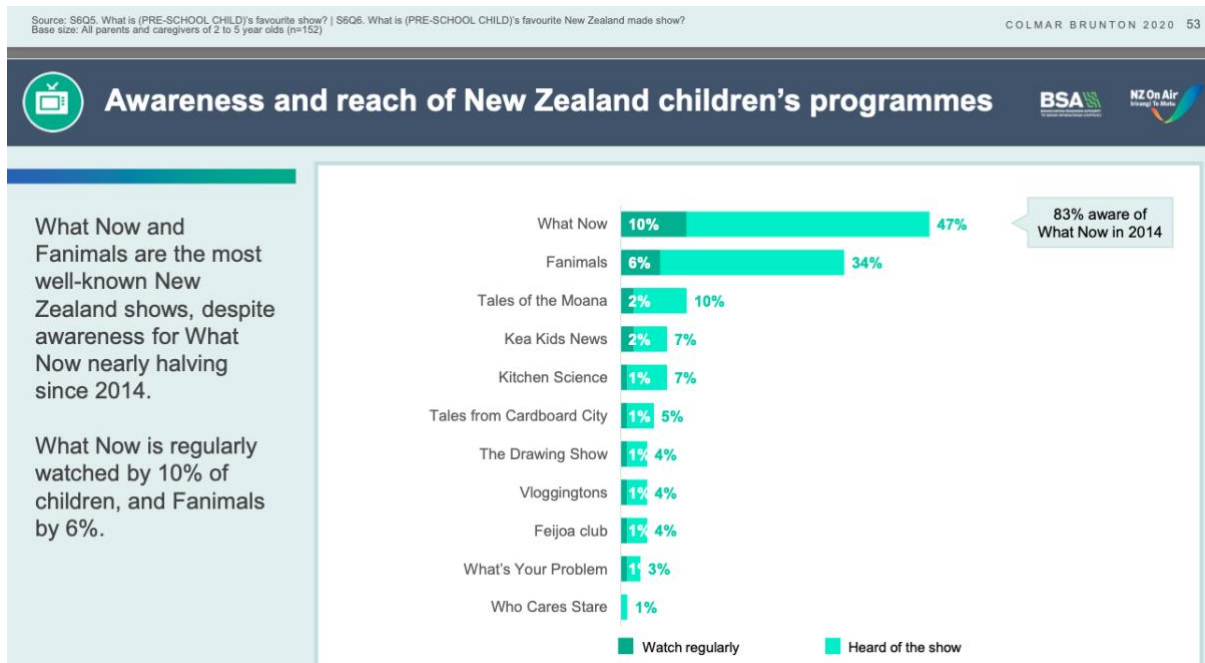 Source: S6Q5. What is (PRE-SCHOOL CHILD)'s favourite show? | S6Q6. What is (PRE-SCHOOL CHILD)'s favourite New Zealand made show?
Base size: All parents and caregivers of 2 to 5 year olds (n=152)
COLMAR BRUNTON 2020 53
Awareness and reach of New Zealand children's programmes
BSA
NZ On Air
Irirangi Te Motu
What Now and
Fanimals are the most
well-known New
Zealand shows, despite
awareness for What
Now nearly halving
since 2014.
What Now is regularly
watched by 10% of
children, and Fanimals
by 6%.
What Now 10% 47%
83% aware of
What Now in 2014
Fanimals 6% 34%
Tales of the Moana 2% 10%
Kea Kids News 2% 7%
Kitchen Science 1% 7%
Tales from Cardboard City 1% 5%
The Drawing Show 1% 4%
Vloggingtons 1% 4%
Feijoa club 1% 4%
What's Your Problem 1 3%
Who Cares Stare 1%
Watch regularly
Heard of the show